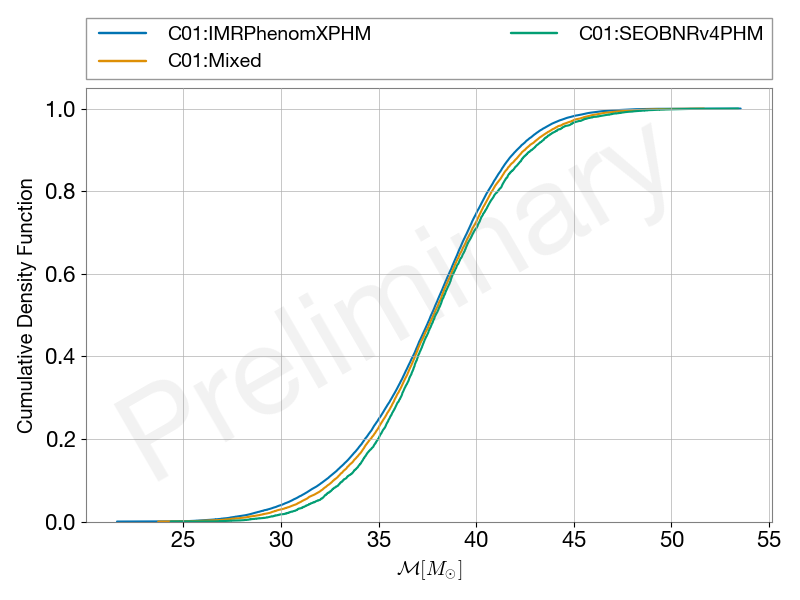 C01:IMRPhenomXPHM
C01:SEOBNRv4PHM
C01:Mixed
1.0
0.8
0.6
0.4
0.2
0.0
Cumulative Density Function
Preliminary
25
30
35
40
45
50
55
ℳ[M☉]